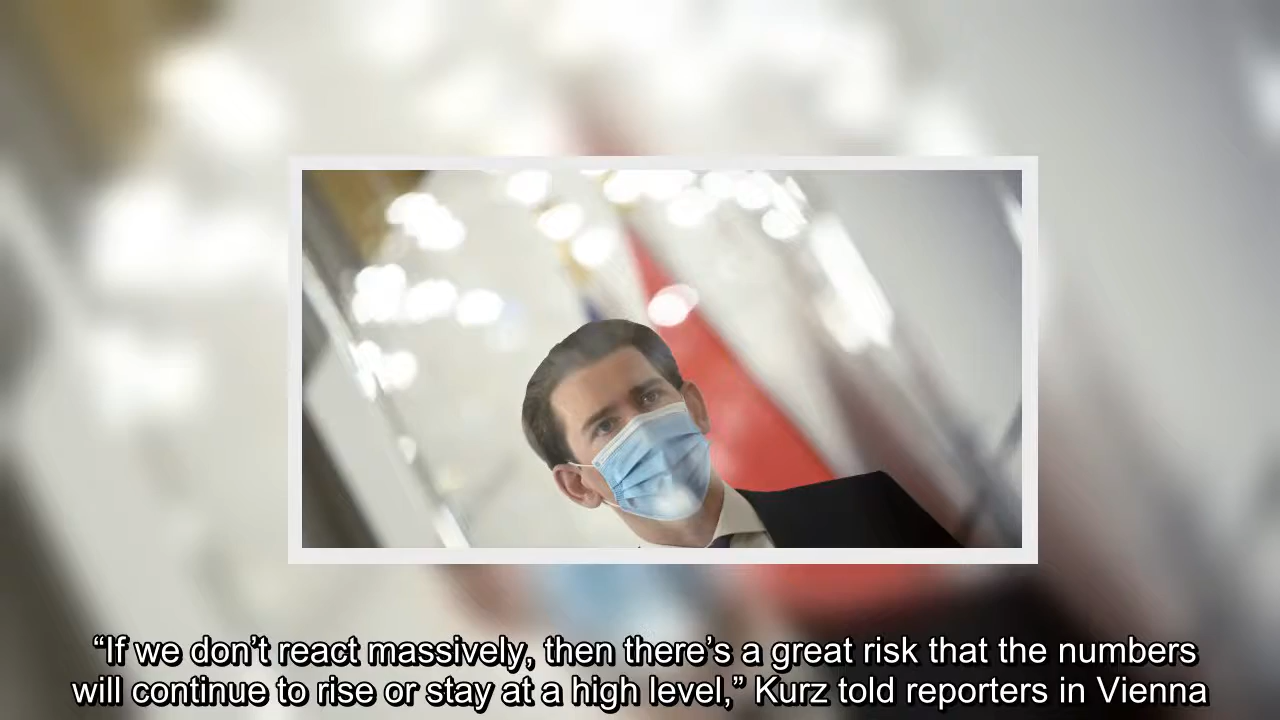 “If we don’t react massively, then there’s a great risk that the numbers
will continue to rise or stay at a high level,” Kurz told reporters in Vienna